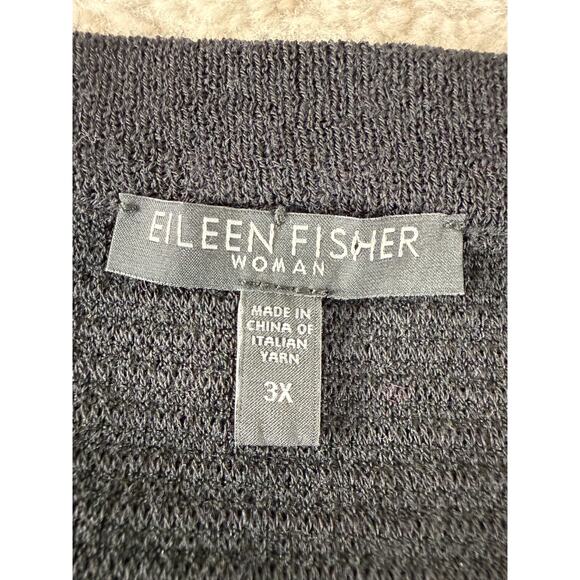 EILEEN FISHER
WOMAN
MADE IN
CHINA OF
ITALIAN
YARN
3X